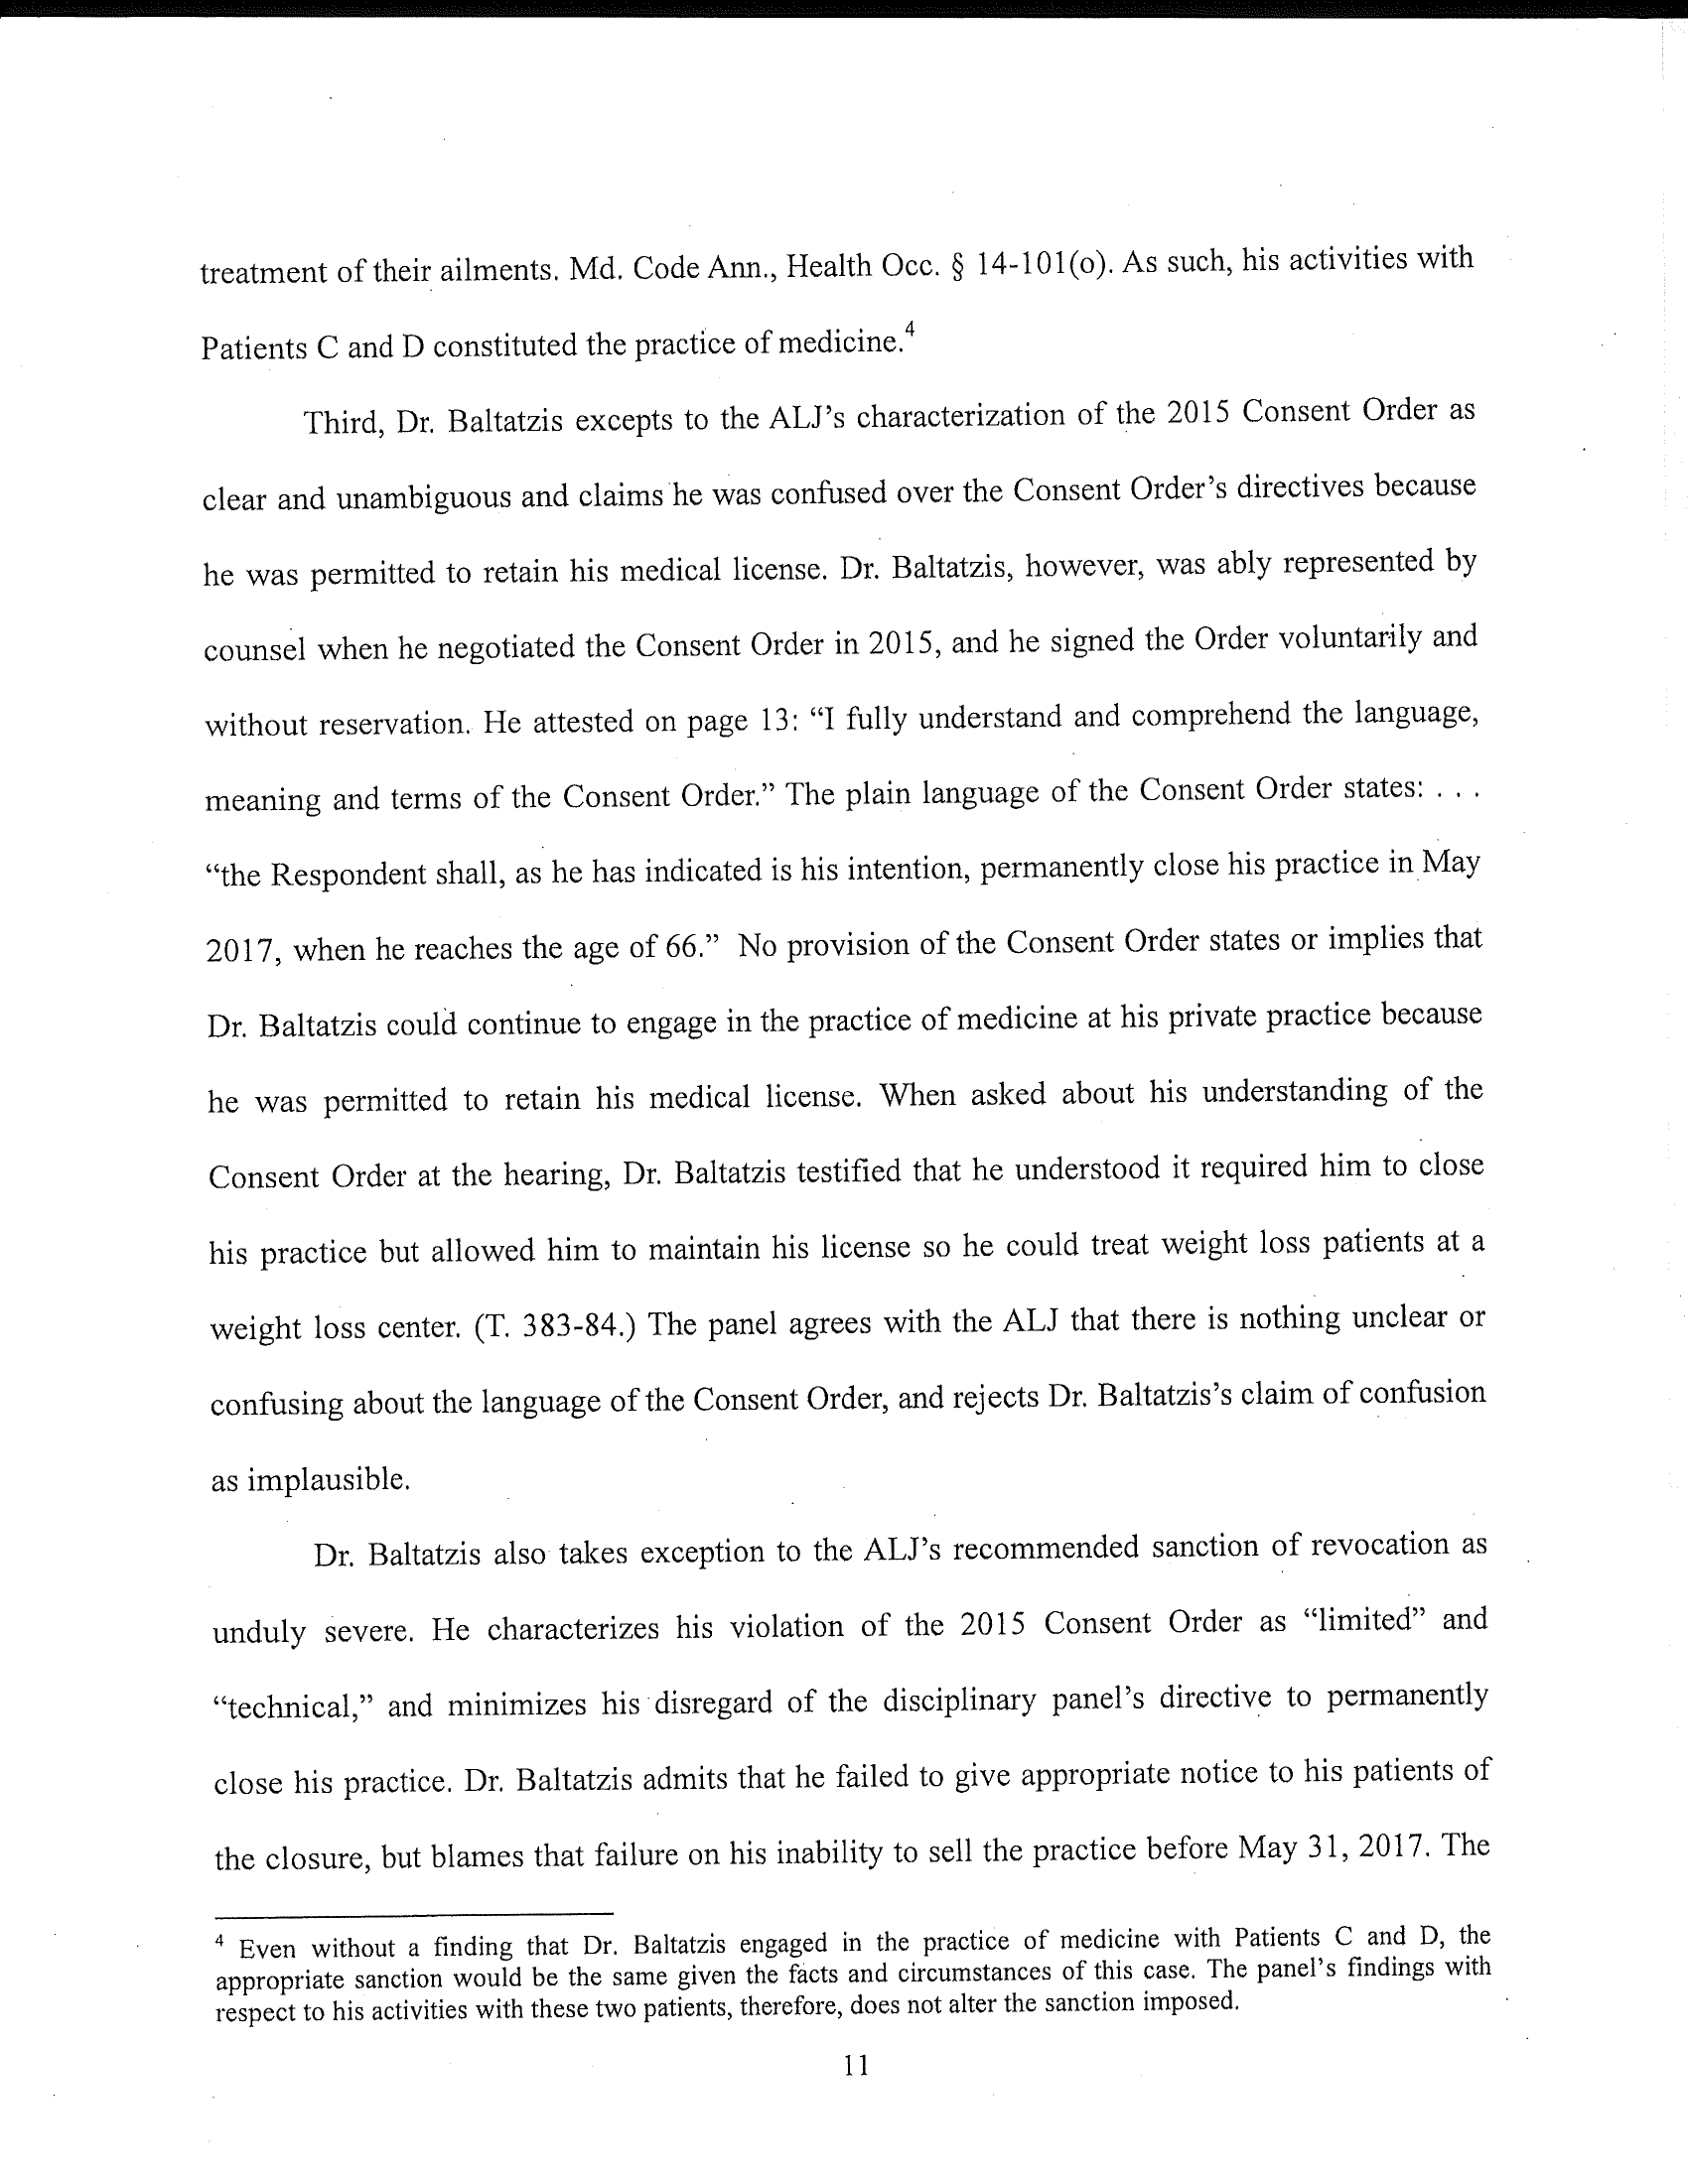 treatment of their ailments. Md. Code Ann., Health Occ. § 14-101(o). As such, his activities with
Patients C and D constituted the practice of medicine.4
Third, Dr. Baltatzis excepts to the ALJ's characterization of the 2015 Consent Order as
clear and unambiguous and claims he was confused over the Consent Order's directives because
he was permitted to retain his medical license. Dr. Baltatzis, however, was ably represented by
counsel when he negotiated the Consent Order in 2015, and he signed the Order voluntarily and
without reservation. He attested on page 13: “I fully understand and comprehend the language,
meaning and terms of the Consent Order.” The plain language of the Consent Order states: . . .
“the Respondent shall, as he has indicated is his intention, permanently close his practice in May
2017, when he reaches the age of 66.” No provision of the Consent Order states or implies that
Dr. Baltatzis could continue to engage in the practice of medicine at his private practice because
he was permitted to retain his medical license. When asked about his understanding of the
Consent Order at the hearing, Dr. Baltatzis testified that he understood it required him to close
his practice but allowed him to maintain his license so he could treat weight loss patients at a
weight loss center. (T. 383-84.) The panel agrees with the ALJ that there is nothing unclear or
confusing about the language of the Consent Order, and rejects Dr. Baltatzis's claim of confusion
as implausible.
Dr. Baltatzis also takes exception to the ALJ's recommended sanction of revocation as
unduly severe. He characterizes his violation of the 2015 Consent Order as “limited” and
“technical,” and minimizes his disregard of the disciplinary panel's directive to permanently
close his practice. Dr. Baltatzis admits that he failed to give appropriate notice to his patients of
the closure, but blames that failure on his inability to sell the practice before May 31, 2017. The
4 Even without a finding that Dr. Baltatzis engaged in the practice of medicine with Patients C and D, the
appropriate sanction would be the same given the facts and circumstances of this case. The panel's findings with
respect to his activities with these two patients, therefore, does not alter the sanction imposed.
11